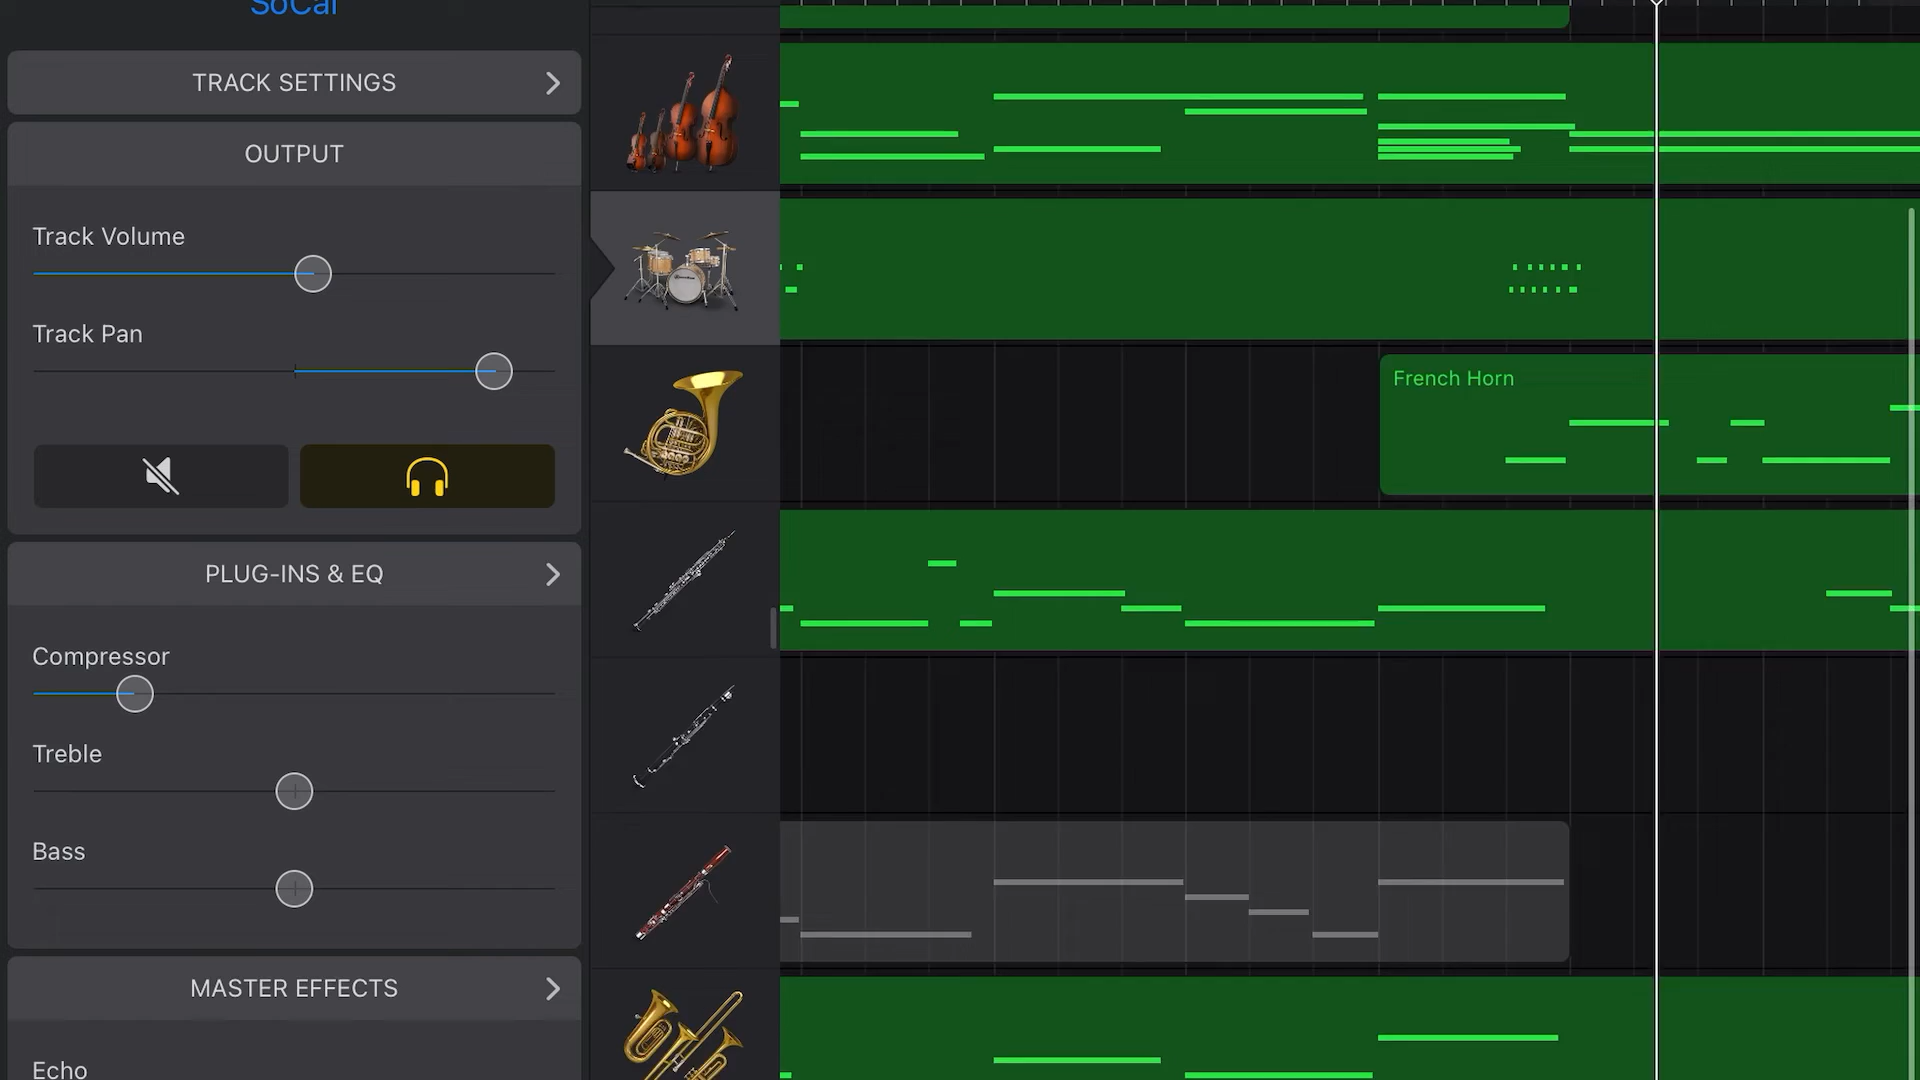 SoCal
TRACK SETTINGS
OUTPUT
Track Volume
Track Pan
French Horn
PLUG-INS & EQ
Compressor
Treble
Bass
MASTER EFFECTS
Echo